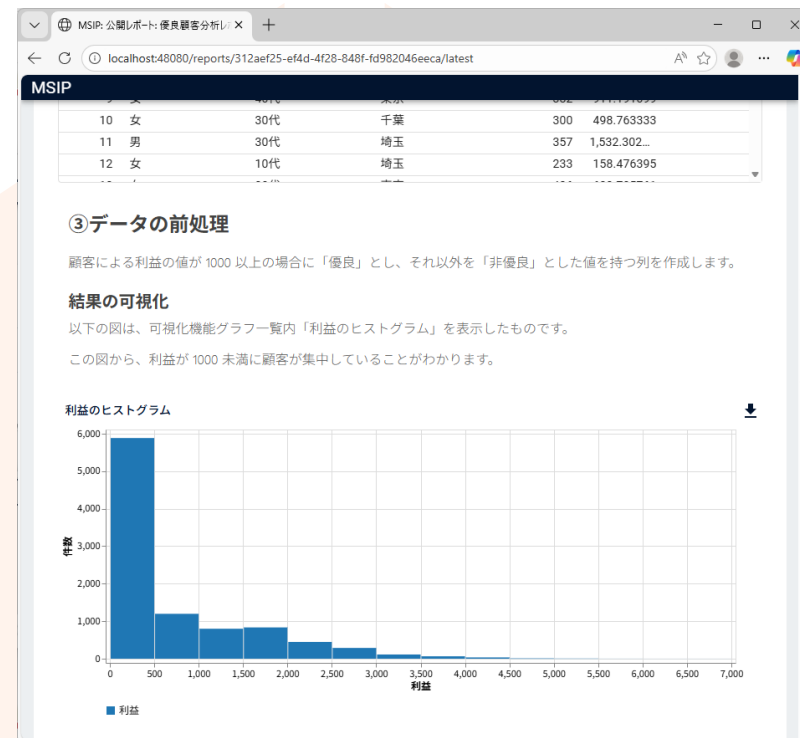 MSIP: 公開レポート: 優良顧客分析レ
localhost:48080/reports/312aef25-ef4d-4f28-848f-fd982046eeca/latest
MSIP
10 女 30代 千葉 300 498.763333
11 男 30代 埼玉 357 1,532.302...
12 女 10代 埼玉 233 158.476395
③データの前処理
顧客による利益の値が 1000 以上の場合に「優良」とし、それ以外を「非優良」とした値を持つ列を作成します。
結果の可視化
以下の図は、可視化機能グラフ一覧内「利益のヒストグラム」を表示したものです。
この図から、利益が 1000 未満に顧客が集中していることがわかります。
利益のヒストグラム
6,000
5,000
4,000
件数
3,000
2,000
1,000
0
0 500 1,000 1,500 2,000 2,500 3,000 3,500 4,000 4,500 5,000 5,500 6,000 6,500 7,000
利益
利益